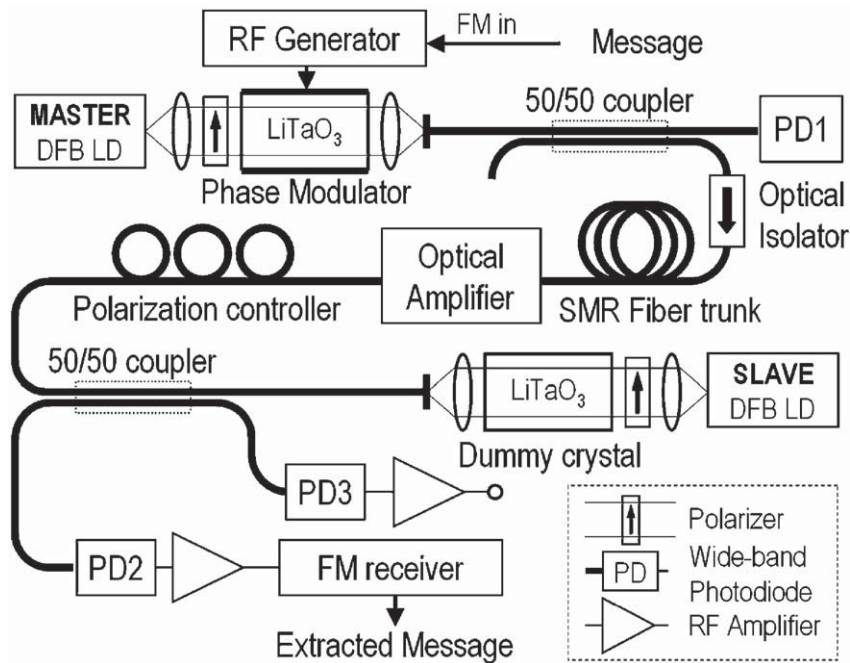 RF Generator
FM in
Message
MASTER
DFB LD
LiTaO3
Phase Modulator
50/50 coupler
PD1
Optical
Isolator
Polarization controller
Optical
Amplifier
SMR Fiber trunk
50/50 coupler
LiTaO3
SLAVE
DFB LD
Dummy crystal
PD3
PD2
FM receiver
Extracted Message
Polarizer
PD
Wide-band
Photodiode
RF Amplifier